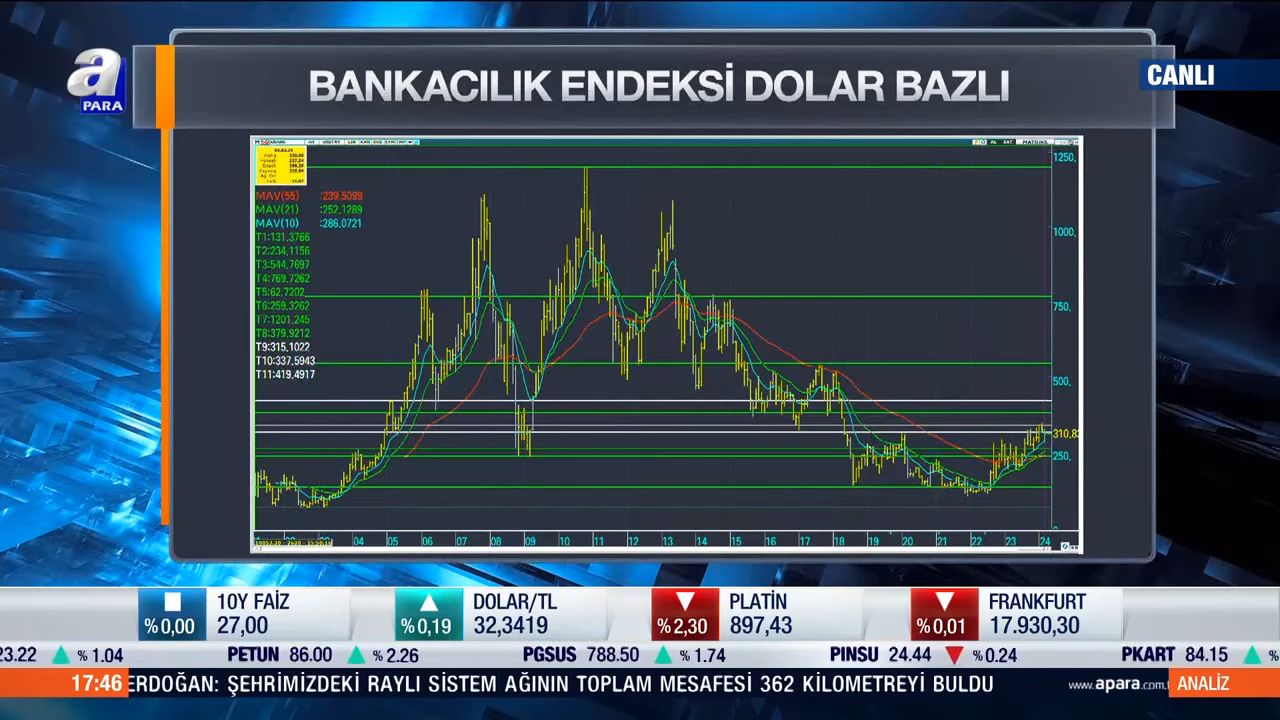 a
PARA
BANKACILIK ENDEKSİ DOLAR BAZLI
CANLI
MAV(55) :239,5099
MAV(21) :252,1289
MAV(10) :286,0721
T1:131,3766
T2:234,1156
T3:544,7697
T4:769,7262
T5:62,7202
T6:259,3262
T7:1201,245
T8:379,9212
T9:315,1022
T10:337,5943
T11:419,4917
1250,
1000,
750,
500,
310,83
250,
0
04 05 06 07 08 09 10 11 12 13 14 15 16 17 18 19 20 21 22 23 24
10Y FAİZ
% 0,00 27,00
DOLAR/TL
% 0,19 32,3419
PLATİN
% 2,30 897,43
FRANKFURT
% 0,01 17.930,30
23.22 % 1.04 PETUN 86.00 % 2.26 PGSUS 788.50 % 1.74 PINSU 24.44 % 0.24 PKART 84.15 %
17:46 ERDOĞAN: ŞEHRİMİZDEKİ RAYLI SİSTEM AĞININ TOPLAM MESAFESİ 362 KİLOMETREYİ BULDU www.apara.com.t ANALİZ